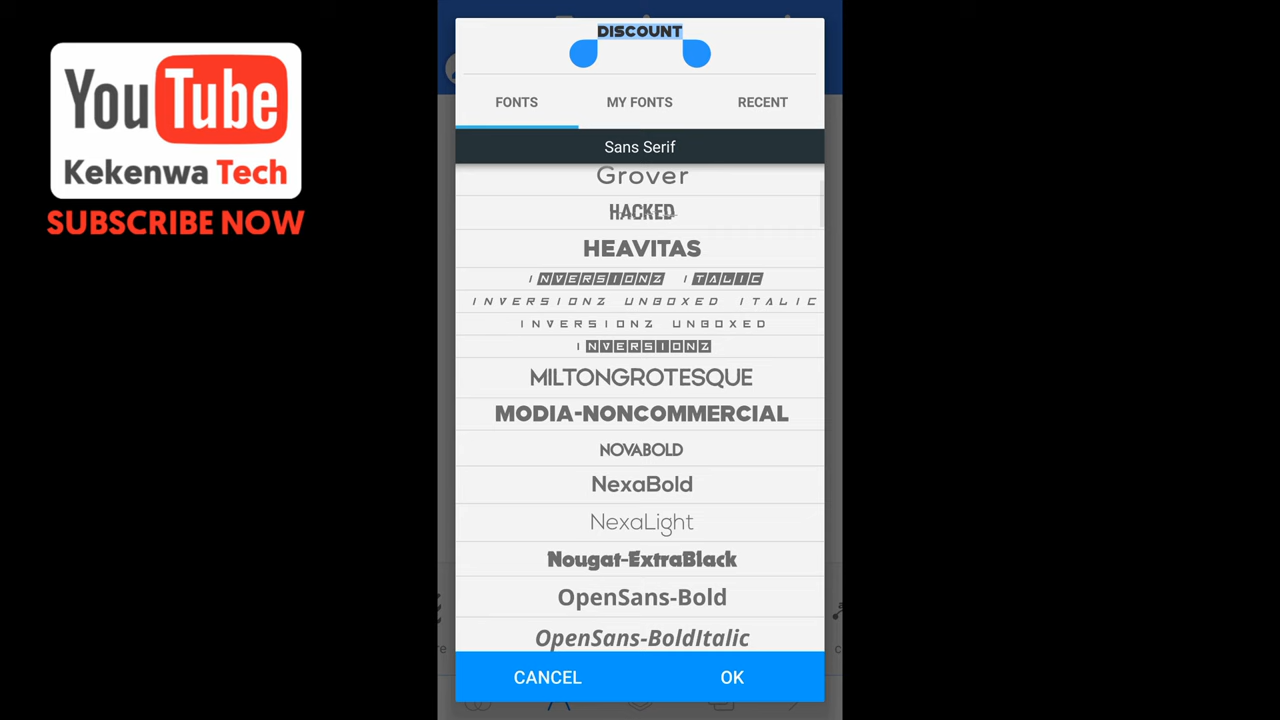 YouTube
Kekenwa Tech
SUBSCRIBE NOW
DISCOUNT
FONTS MY FONTS RECENT
Sans Serif
Grover
HACKED
HEAVITAS
INVERSIONZ ITALIC
INVERSIONZ UNBOXED ITALIC
INVERSIONZ UNBOXED
INVERSIONZ
MILTONGROTESQUE
MODIA-NONCOMMERCIAL
NOVABOLD
NexaBold
NexaLight
Nougat-ExtraBlack
OpenSans-Bold
OpenSans-BoldItalic
CANCEL OK